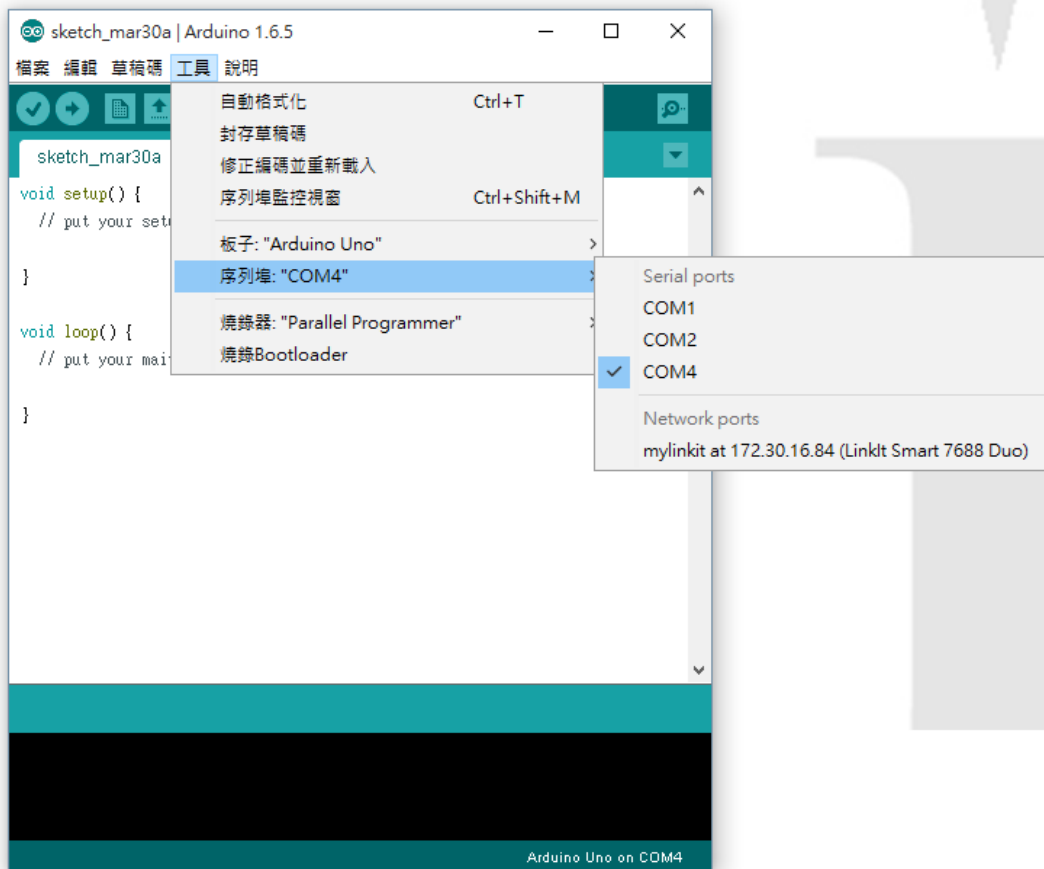 sketch_mar30a | Arduino 1.6.5
檔案 編輯 草稿碼 工具 說明
自動格式化 Ctrl+T
封存草稿碼
sketch_mar30a
修正編碼並重新載入
void setup() {
序列埠監控視窗 Ctrl+Shift+M
// put your setu
板子: "Arduino Uno"
}
序列埠: "COM4"
Serial ports
COM1
燒錄器: "Parallel Programmer"
void loop() {
COM2
// put your mai
燒錄Bootloader
COM4
}
Network ports
mylinkit at 172.30.16.84 (LinkIt Smart 7688 Duo)
Arduino Uno on COM4